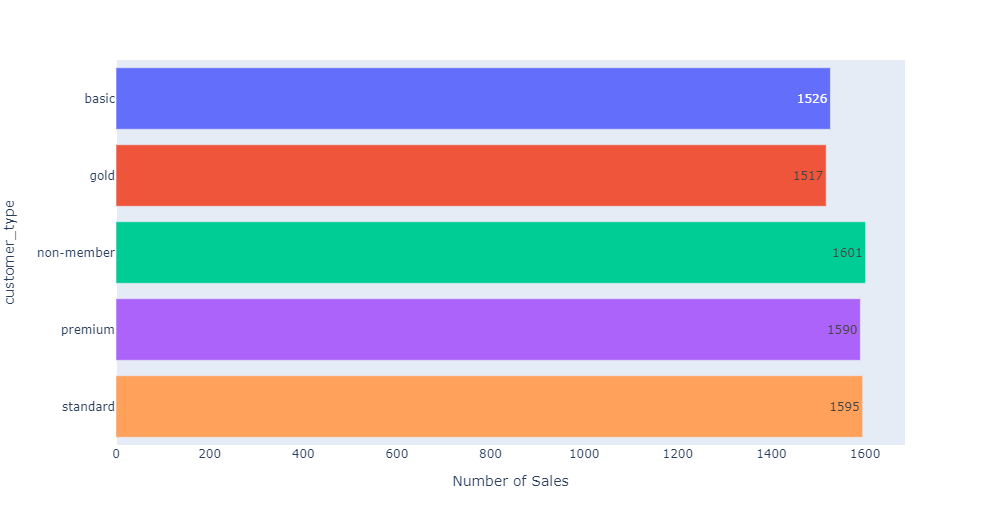 basic
1526
gold
1517
non-member
1601
premium
1590
standard
1595
0 200 400 600 800 1000 1200 1400 1600
Number of Sales
customer_type